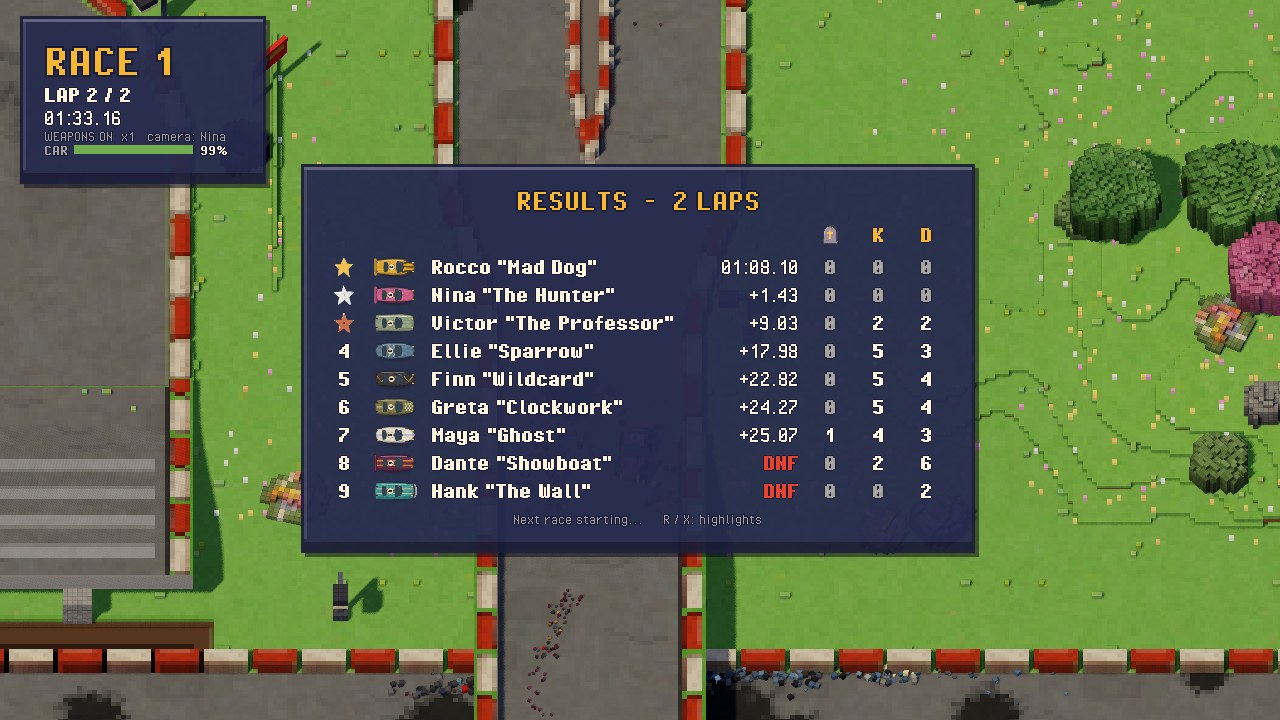 RACE 1
LAP 2 / 2
01:33.16
WEAPONS ON x1 camera: Nina
CAR 99%
RESULTS - 2 LAPS
K D
Rocco "Mad Dog" 01:08.10 0 0 0
Nina "The Hunter" +1.43 0 0 0
Victor "The Professor" +9.03 0 2 2
4 Ellie "Sparrow" +17.98 0 5 3
5 Finn "Wildcard" +22.82 0 5 4
6 Greta "Clockwork" +24.27 0 5 4
7 Maya "Ghost" +25.07 1 4 3
8 Dante "Showboat" DNF 0 2 6
9 Hank "The Wall" DNF 0 0 2
Next race starting... R / X: highlights